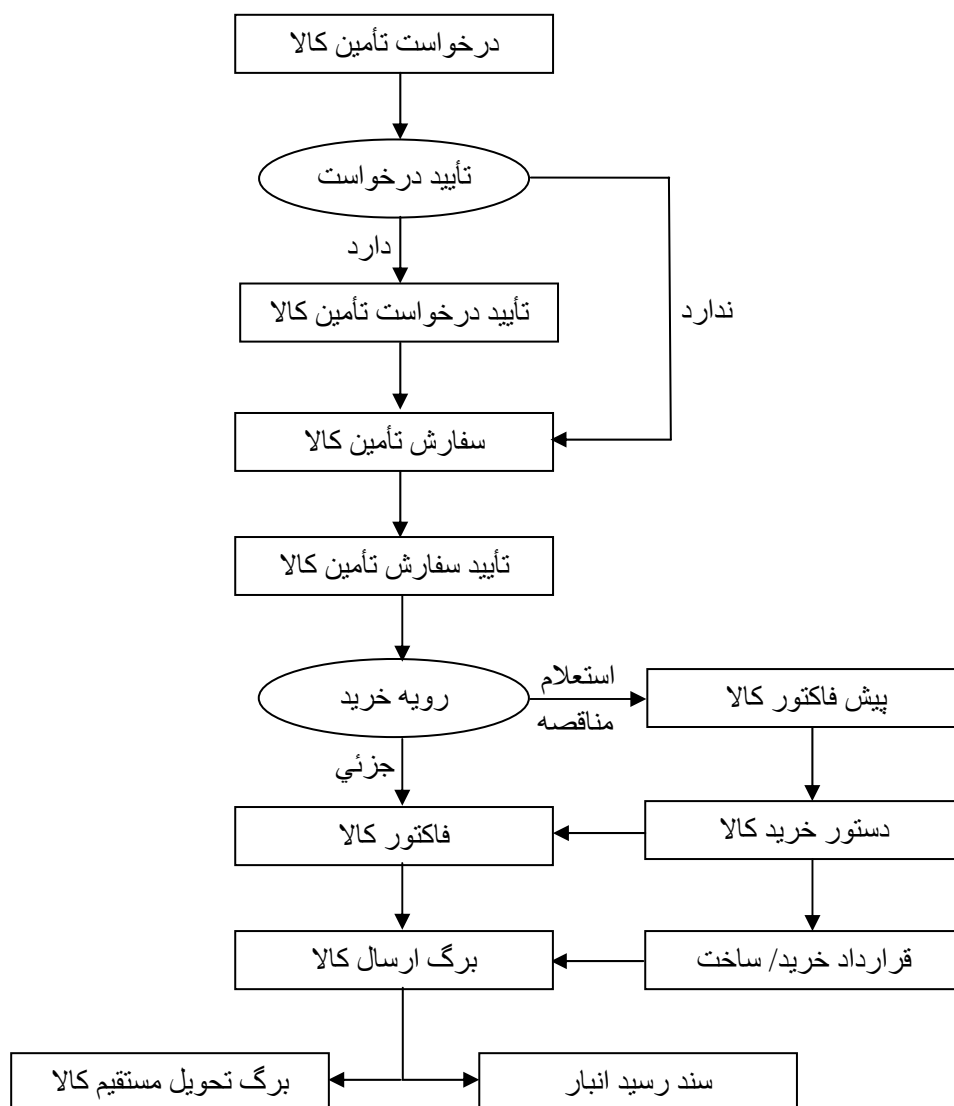 درخواست تأمین کالا
تأیید درخواست
دارد
ندارد
تأیید درخواست تأمین کالا
سفارش تأمین کالا
تأیید سفارش تأمین کالا
رویه خرید
استعلام
مناقصه
پیش فاکتور کالا
جزئي
فاکتور کالا
دستور خرید کالا
برگ ارسال کالا
قرارداد خرید/ ساخت
سند رسید انبار
برگ تحویل مستقیم کالا